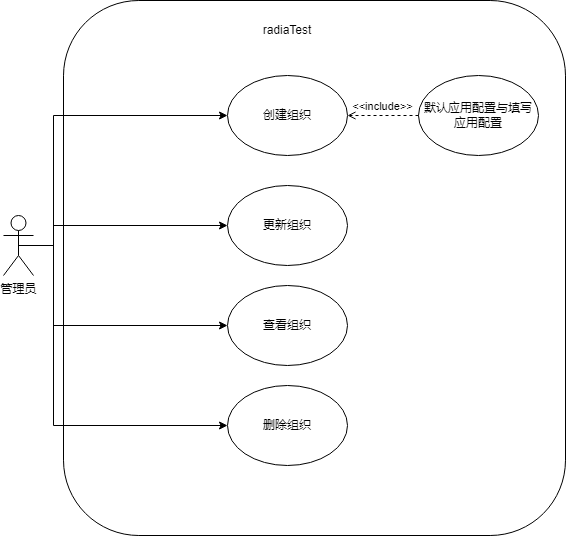 radiaTest
创建组织
<<include>>
默认应用配置与填写
应用配置
更新组织
管理员
查看组织
删除组织